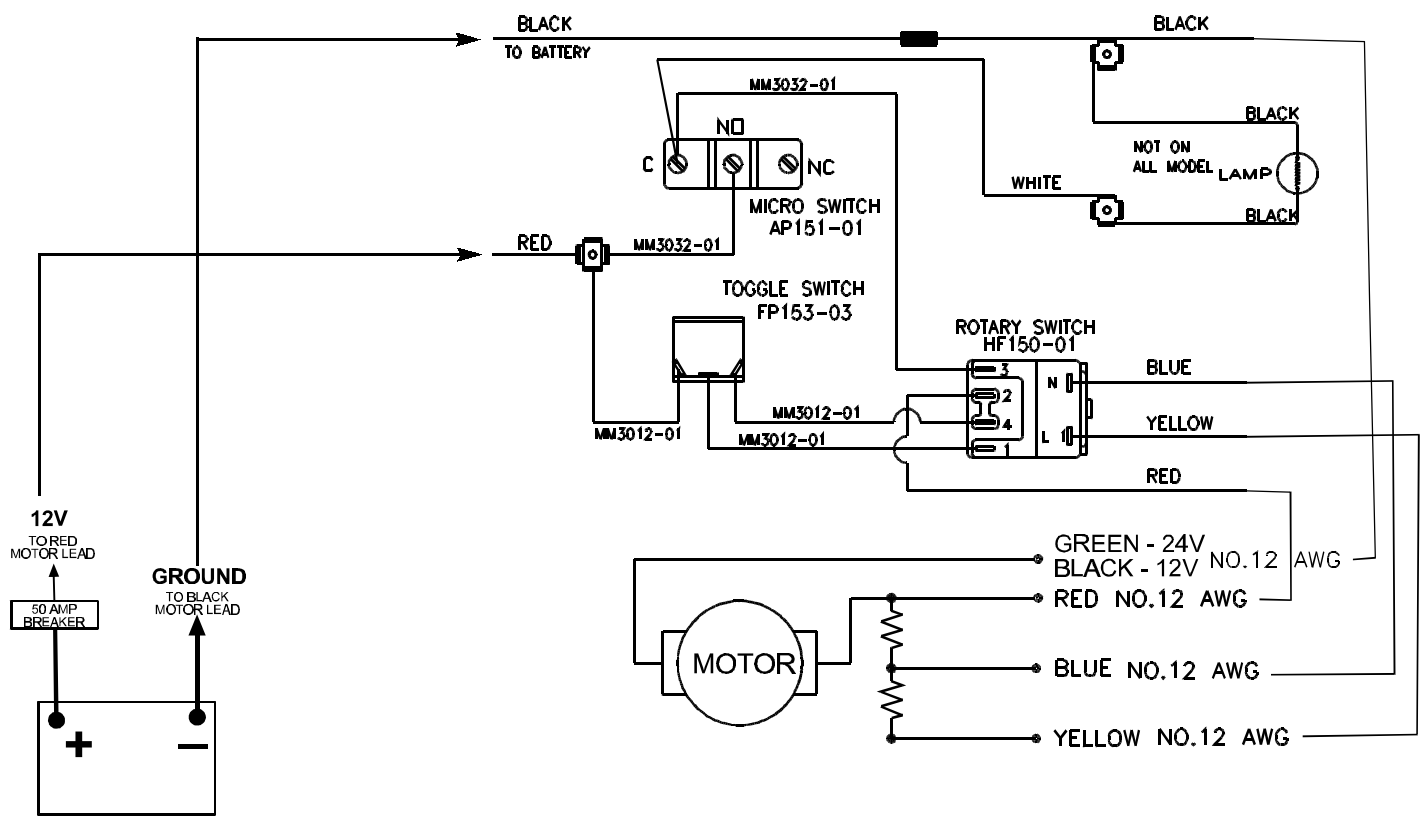 BLACK
TO BATTERY
BLACK
MM3032-01
NO
C
NC
MICRO SWITCH
AP151-01
BLACK
NOT ON
ALL MODEL
LAMP
WHITE
BLACK
RED
MM3032-01
TOGGLE SWITCH
FP153-03
ROTARY SWITCH
HF150-01
3
2
4
1
N
L
BLUE
YELLOW
RED
MM3012-01
MM3012-01
MM3012-01
12V
TO RED
MOTOR LEAD
50 AMP
BREAKER
GROUND
TO BLACK
MOTOR LEAD
+
−
GREEN - 24V
BLACK - 12V
NO.12 AWG
RED NO.12 AWG
MOTOR
BLUE NO.12 AWG
YELLOW NO.12 AWG